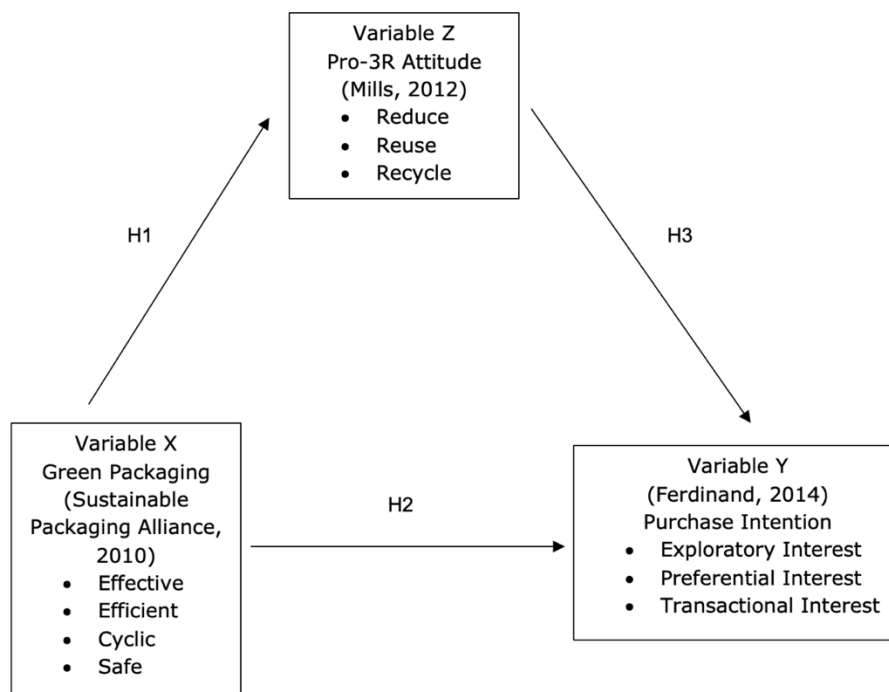 Variable Z
Pro-3R Attitude
(Mills, 2012)
• Reduce
• Reuse
• Recycle
H1
H3
Variable X
Green Packaging
(Sustainable
Packaging Alliance,
2010)
• Effective
• Efficient
• Cyclic
• Safe
H2
Variable Y
(Ferdinand, 2014)
Purchase Intention
• Exploratory Interest
• Preferential Interest
• Transactional Interest